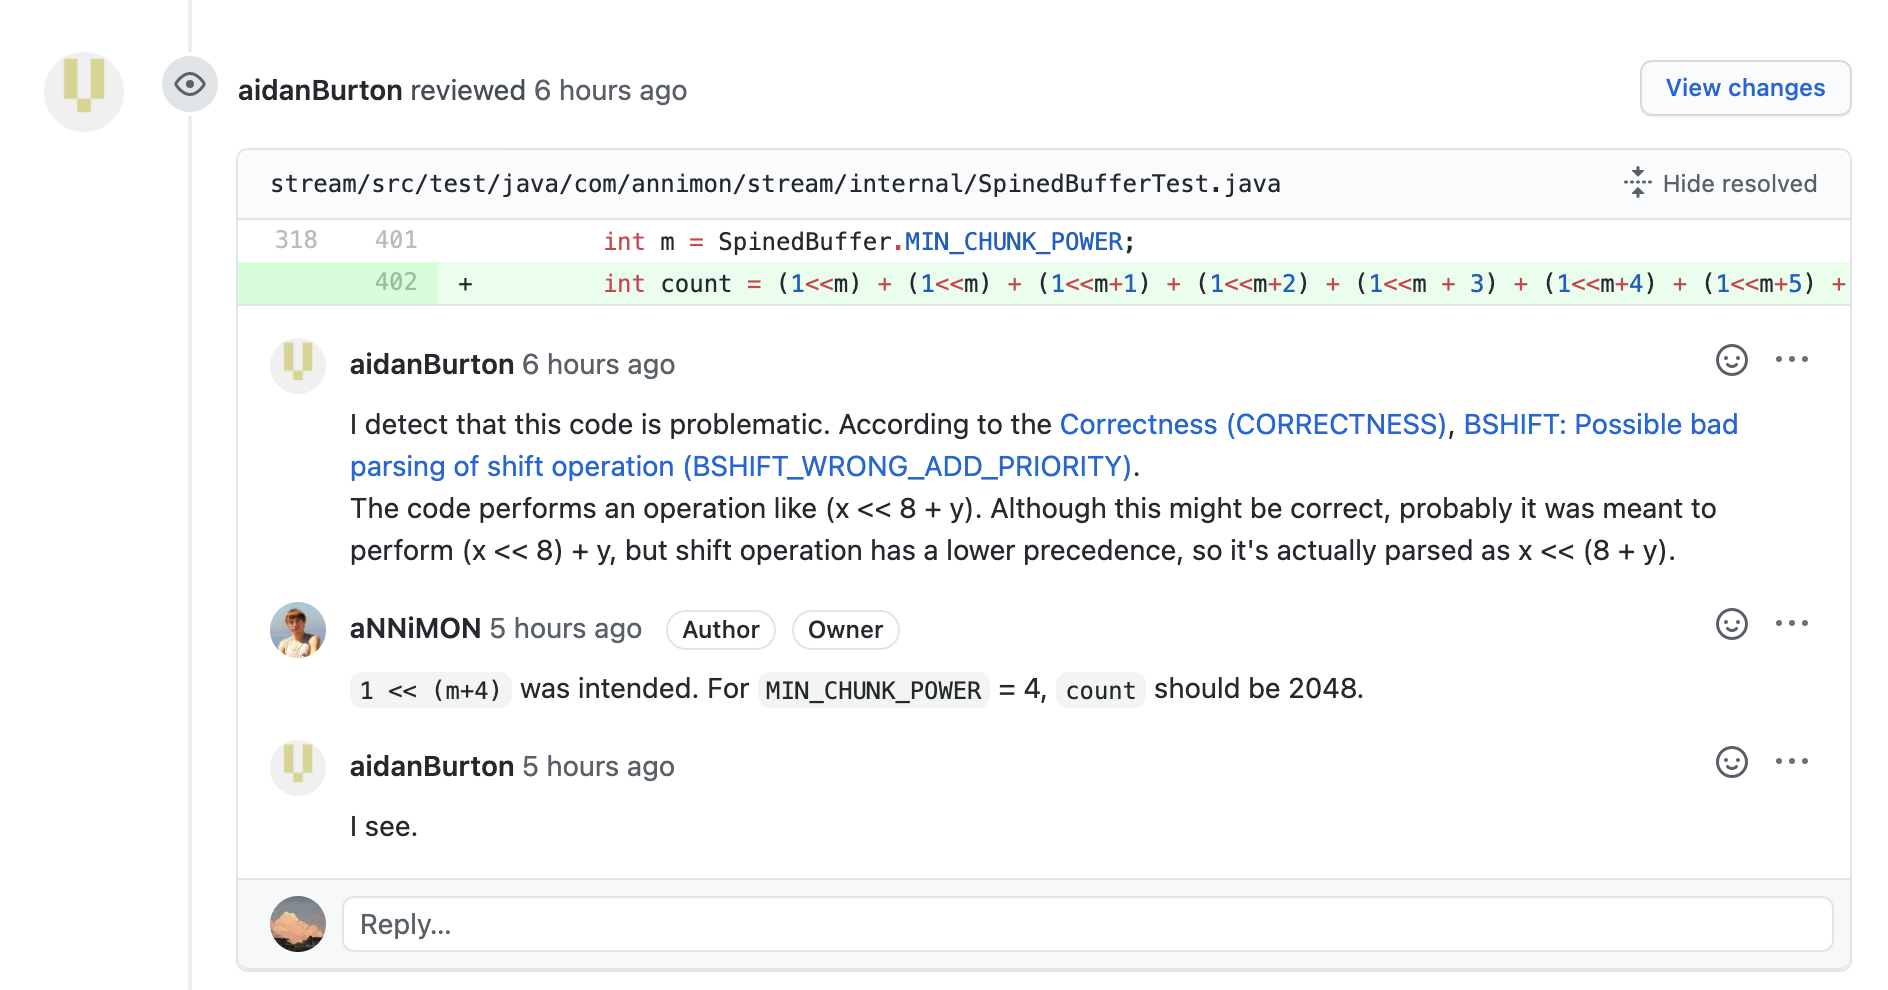 aidanBurton reviewed 6 hours ago
View changes
stream/src/test/java/com/annimon/stream/internal/SpinedBufferTest.java
Hide resolved
318 401 int m = SpinedBuffer.MIN_CHUNK_POWER;
402 + int count = (1<<m) + (1<<m) + (1<<m+1) + (1<<m+2) + (1<<m + 3) + (1<<m+4) + (1<<m+5) +
aidanBurton 6 hours ago
I detect that this code is problematic. According to the Correctness (CORRECTNESS), BSHIFT: Possible bad
parsing of shift operation (BSHIFT_WRONG_ADD_PRIORITY).
The code performs an operation like (x << 8 + y). Although this might be correct, probably it was meant to
perform (x << 8) + y, but shift operation has a lower precedence, so it's actually parsed as x << (8 + y).
aNNiMON 5 hours ago Author Owner
1 << (m+4) was intended. For MIN_CHUNK_POWER = 4, count should be 2048.
aidanBurton 5 hours ago
I see.
Reply...